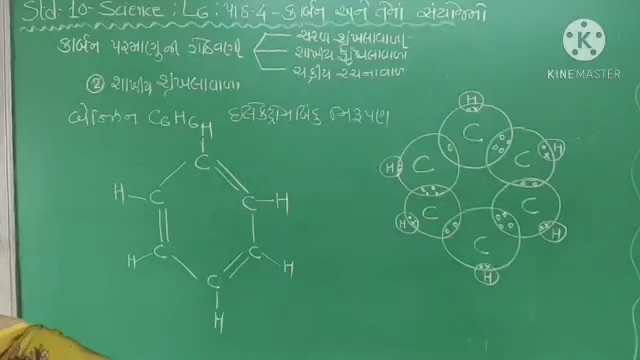 Std-10- Science : L6 : પાઠ-4 - કાર્બન અને તેનાં સંયોજનો
કાર્બન પરમાણુની ગોઠવણી
સરળ શૃંખલાવાળા
શાખીય શૃંખલાવાળા
ચક્રીય રચનાવાળા
② શાખીય શૃંખલાવાળા
બેન્ઝિન C6H6 ઇલેક્ટ્રોન બિંદુ નિરૂપણ
K
KINEMASTER
H
C
H C C H
H C C H
C
H
H
C
H C C H
H C C H
C
H